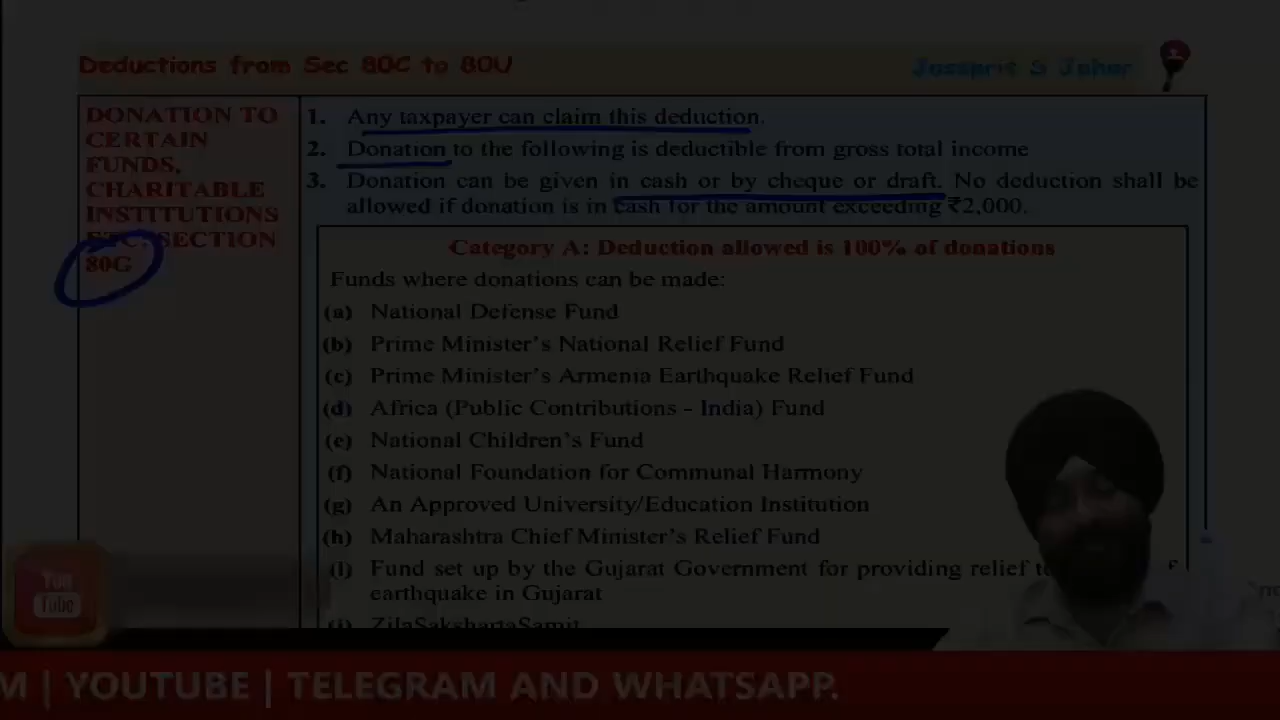 Deductions from Sec 80C to 80U
Jaspris S Johar
DONATION TO
CERTAIN
FUNDS,
CHARITABLE
INSTITUTIONS
ETC. SECTION
80G
1. Any taxpayer can claim this deduction.
2. Donation to the following is deductible from gross total income
3. Donation can be given in cash or by cheque or draft. No deduction shall be
allowed if donation is in cash for the amount exceeding ₹2,000.
Category A: Deduction allowed is 100% of donations
Funds where donations can be made:
(a) National Defense Fund
(b) Prime Minister's National Relief Fund
(c) Prime Minister's Armenia Earthquake Relief Fund
(d) Africa (Public Contributions - India) Fund
(e) National Children's Fund
(f) National Foundation for Communal Harmony
(g) An Approved University/Education Institution
(h) Maharashtra Chief Minister's Relief Fund
(I) Fund set up by the Gujarat Government for providing relief
earthquake in Gujarat
(j) ZilaSakshartaSamit
You
Tube
M | YOUTUBE | TELEGRAM AND WHATSAPP.